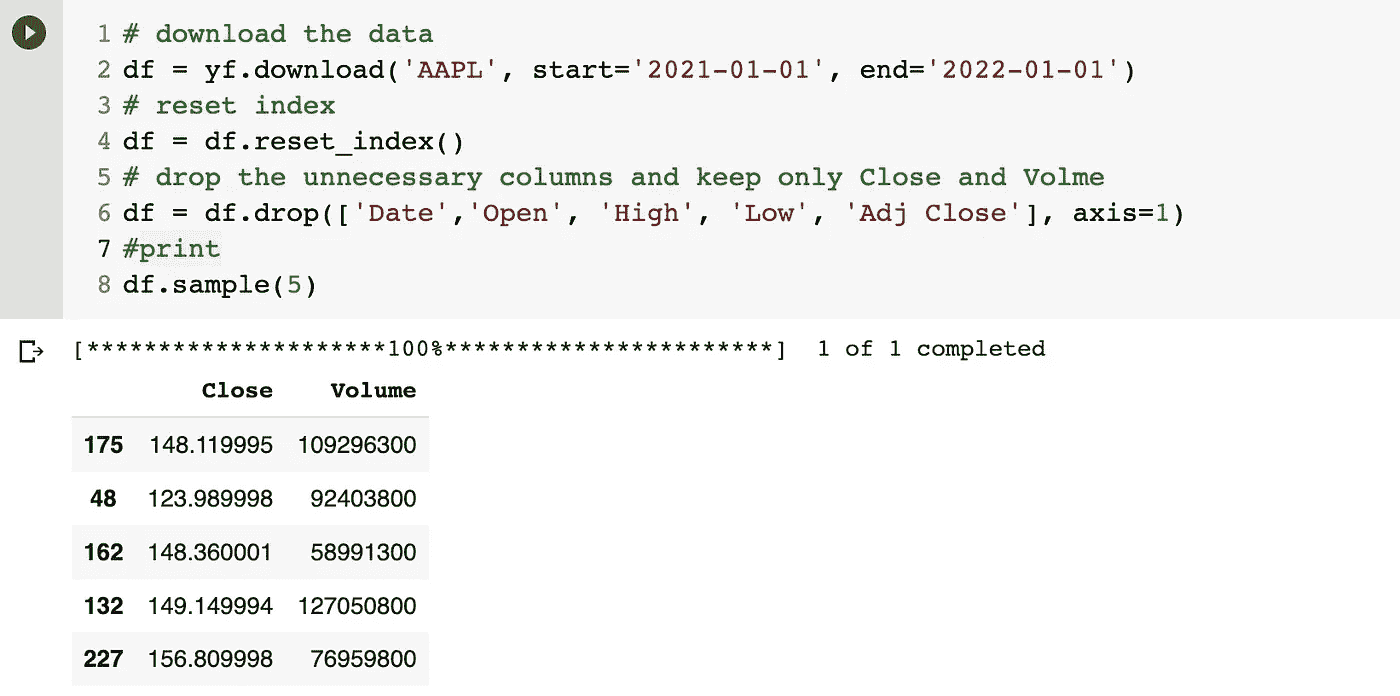 1 # download the data
2 df = yf.download('AAPL', start='2021-01-01', end='2022-01-01')
3 # reset index
4 df = df.reset_index()
5 # drop the unnecessary columns and keep only Close and Volme
6 df = df.drop(['Date','Open', 'High', 'Low', 'Adj Close'], axis=1)
7 #print
8 df.sample(5)
[*********************100%***********************] 1 of 1 completed
Close Volume
175 148.119995 109296300
48 123.989998 92403800
162 148.360001 58991300
132 149.149994 127050800
227 156.809998 76959800